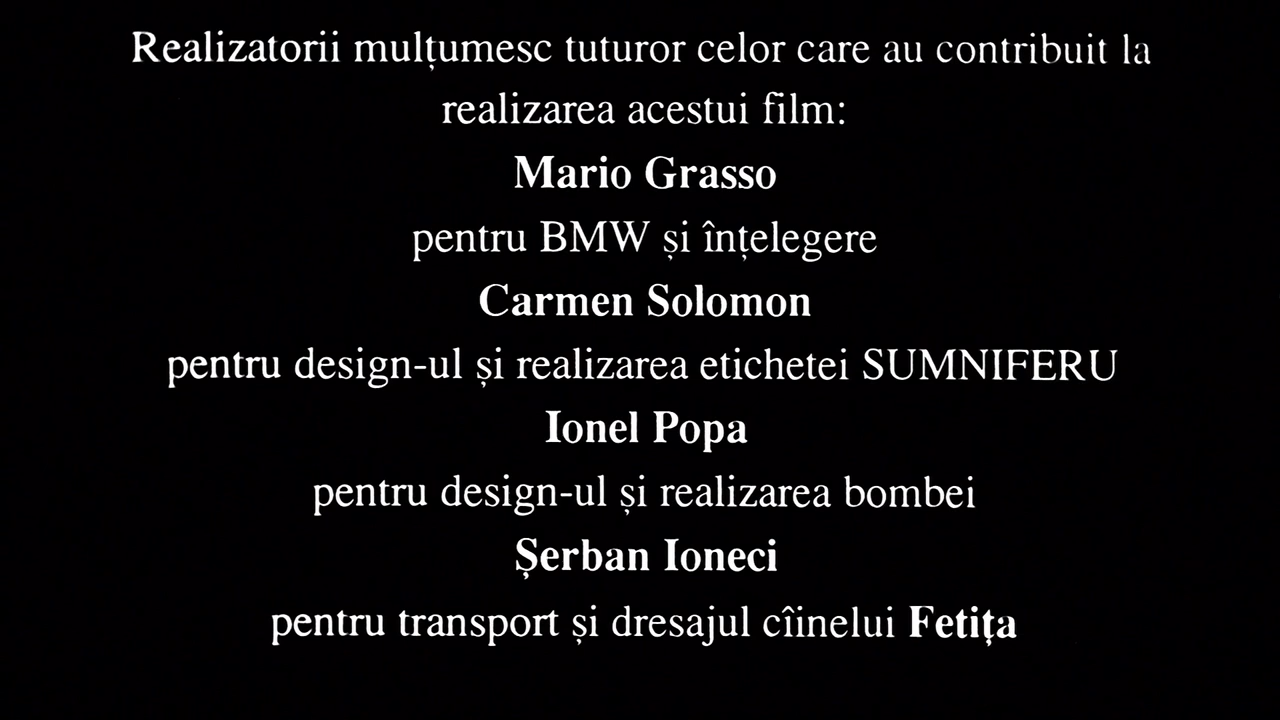 Realizatorii mulțumesc tuturor celor care au contribuit la
realizarea acestui film:
Mario Grasso
pentru BMW și înțelegere
Carmen Solomon
pentru design-ul și realizarea etichetei SUMNIFERU
Ionel Popa
pentru design-ul și realizarea bombei
Șerban Ioneci
pentru transport și dresajul cîinelui Fetița